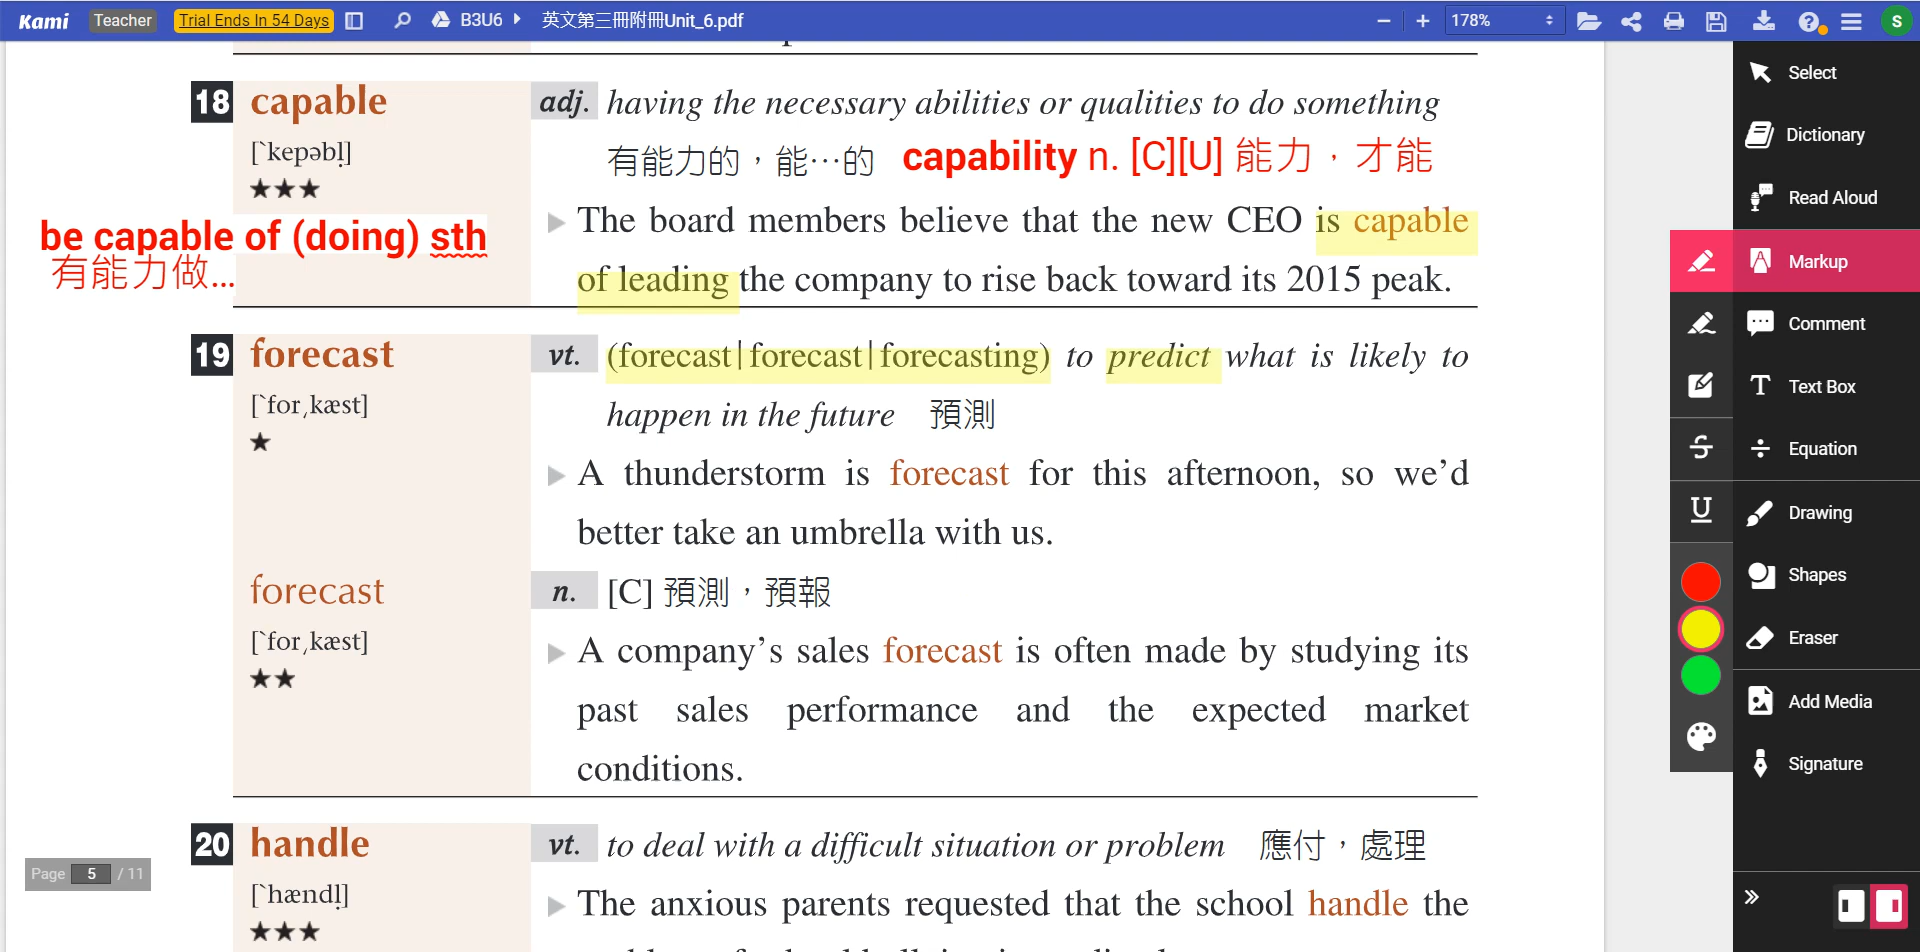 Kami Teacher Trial Ends In 54 Days B3U6 英文第三冊附冊Unit_6.pdf 178% S
18 capable adj. having the necessary abilities or qualities to do something
[ˋkepəbl̩] 有能力的，能…的 capability n. [C][U] 能力，才能
★★★
The board members believe that the new CEO is capable
be capable of (doing) sth
有能力做...
of leading the company to rise back toward its 2015 peak.
19 forecast vt. (forecast|forecast|forecasting) to predict what is likely to
[ˋfor͵kæst] happen in the future 預測
★
A thunderstorm is forecast for this afternoon, so we’d
better take an umbrella with us.
forecast n. [C] 預測，預報
[ˋfor͵kæst]
★★
A company’s sales forecast is often made by studying its
past sales performance and the expected market
conditions.
20 handle vt. to deal with a difficult situation or problem 應付，處理
[ˋhændl̩]
★★★
The anxious parents requested that the school handle the
Page 5 / 11
Select
Dictionary
Read Aloud
Markup
Comment
Text Box
Equation
Drawing
Shapes
Eraser
Add Media
Signature